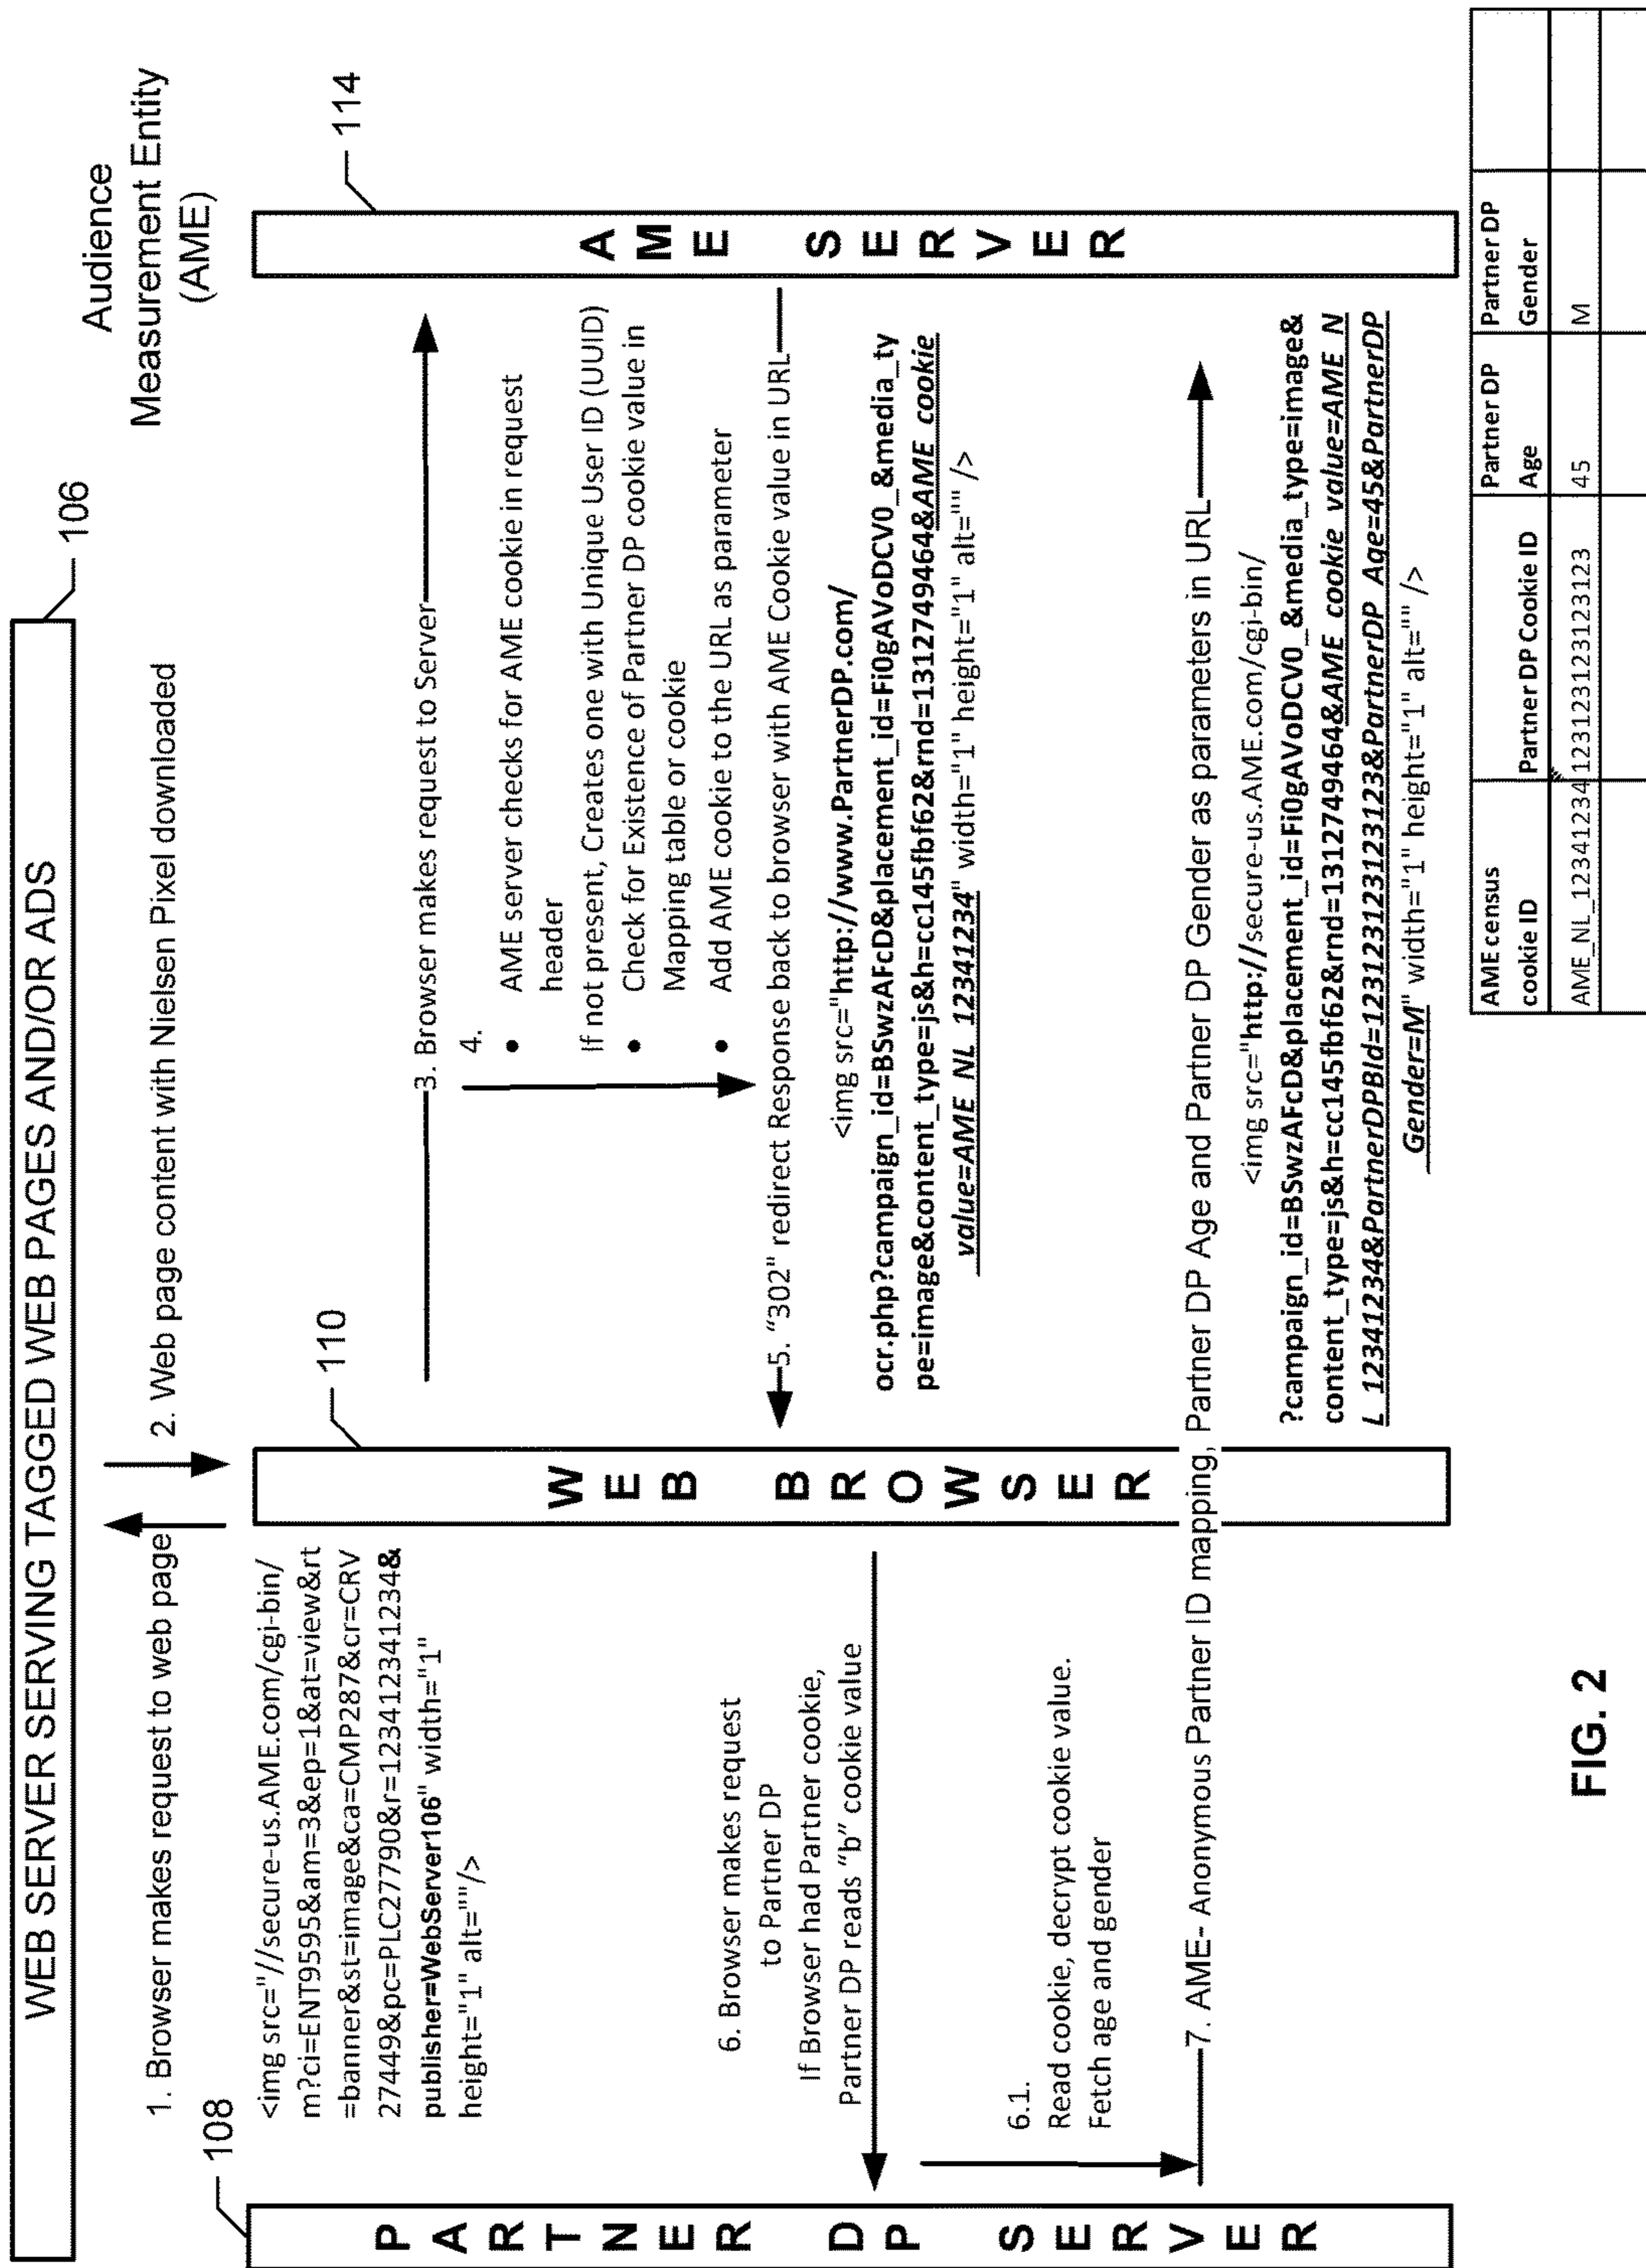 WEB SERVER SERVING TAGGED WEB PAGES AND/OR ADS
106
1. Browser makes request to web page
2. Web page content with Nielsen Pixel downloaded
Audience
Measurement Entity
(AME)
108
110
114
PARTNER DP SERVER
WEB BROWSER
AME SERVER
<img src="//secure-us.AME.com/cgi-bin/
m?ci=ENT9595&am=3&ep=1&at=view&rt
=banner&st=image&ca=CMP287&cr=CRV
27449&pc=PLC27790&r=12341234123&
publisher=WebServer106" width="1"
height="1" alt=""/>
3. Browser makes request to Server
4.
• AME server checks for AME cookie in request
header
If not present, Creates one with Unique User ID (UUID)
• Check for Existence of Partner DP cookie value in
Mapping table or cookie
• Add AME cookie to the URL as parameter
5. “302” redirect Response back to browser with AME Cookie value in URL
<img src="http://www.PartnerDP.com/
ocr.php?campaign_id=BSwzAFcD&placement_id=Fi0gAVoDCV0_&media_ty
pe=image&content_type=js&h=cc145fbf62&rnd=1312749464&AME_cookie
_value=AME_NL_12341234" width="1" height="1" alt="" />
6. Browser makes request
to Partner DP
If Browser had Partner cookie,
Partner DP reads “b” cookie value
6.1.
Read cookie, decrypt cookie value.
Fetch age and gender
7. AME- Anonymous Partner ID mapping, Partner DP Age and Partner DP Gender as parameters in URL
<img src="http://secure-us.AME.com/cgi-bin/
?campaign_id=BSwzAFcD&placement_id=Fi0gAVoDCV0_&media_type=image&
content_type=js&h=cc145fbf62&rnd=1312749464&AME_cookie_value=AME_N
L_12341234&PartnerDPBId=123123123123123&PartnerDP_Age=45&PartnerDP
_Gender=M" width="1" height="1" alt="" />
AME census
cookie ID
Partner DP Cookie ID
Partner DP
Age
Partner DP
Gender
AME_NL_12341234
123123123123123
45
M
FIG. 2